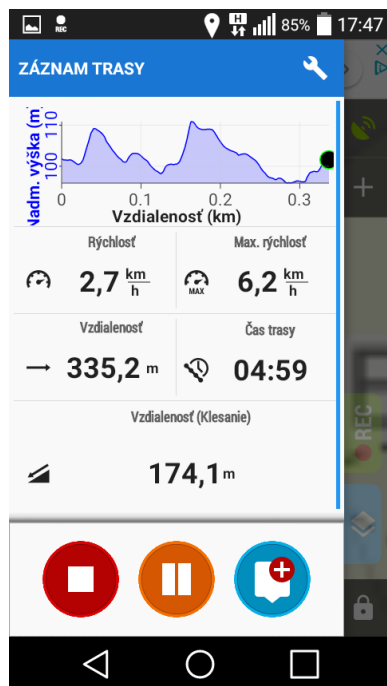 REC
H
85%
17:47
ZÁZNAM TRASY
Nadm. výška (m)
110
100
0
0.1
0.2
0.3
Vzdialenosť (km)
Rýchlosť
Max. rýchlosť
2,7 km/h
MAX
6,2 km/h
Vzdialenosť
Čas trasy
335,2 m
04:59
Vzdialenosť (Klesanie)
174,1 m
REC